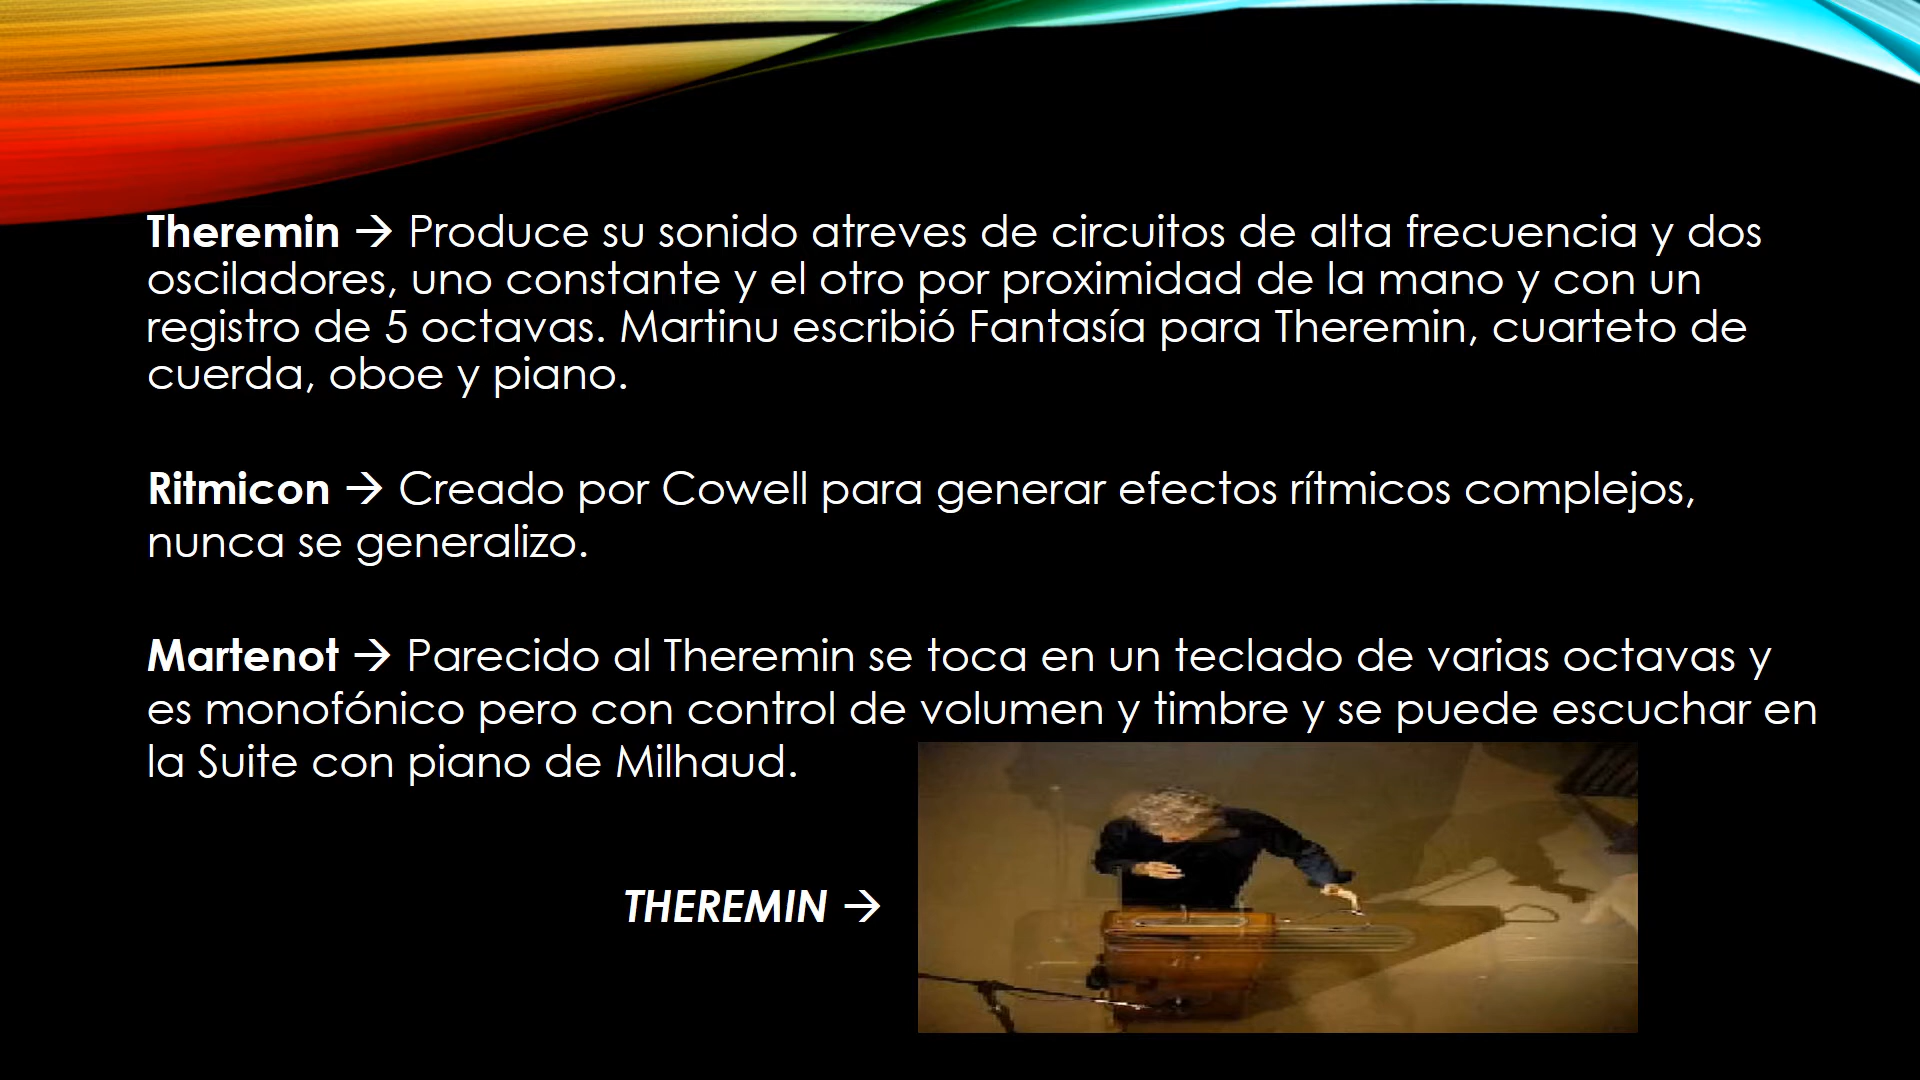 Theremin → Produce su sonido atreves de circuitos de alta frecuencia y dos
osciladores, uno constante y el otro por proximidad de la mano y con un
registro de 5 octavas. Martinu escribió Fantasía para Theremin, cuarteto de
cuerda, oboe y piano.
Ritmicon → Creado por Cowell para generar efectos rítmicos complejos,
nunca se generalizo.
Martenot → Parecido al Theremin se toca en un teclado de varias octavas y
es monofónico pero con control de volumen y timbre y se puede escuchar en
la Suite con piano de Milhaud.
THEREMIN →